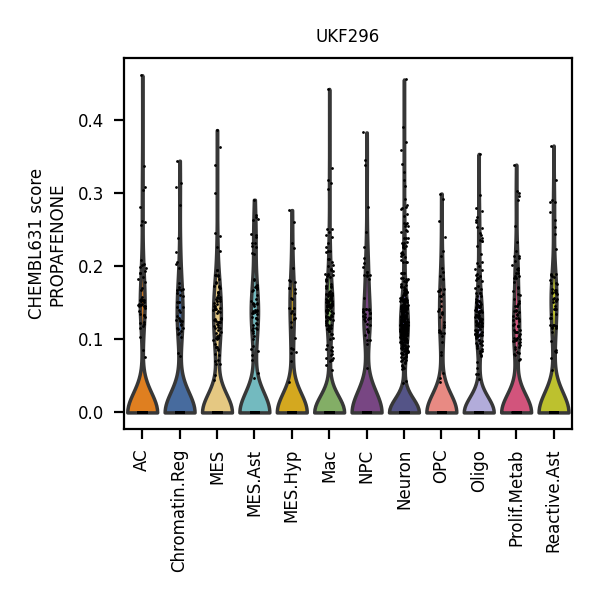 UKF296
CHEMBL631 score
PROPAFENONE
0.4
0.3
0.2
0.1
0.0
AC
Chromatin.Reg
MES
MES.Ast
MES.Hyp
Mac
NPC
Neuron
OPC
Oligo
Prolif.Metab
Reactive.Ast